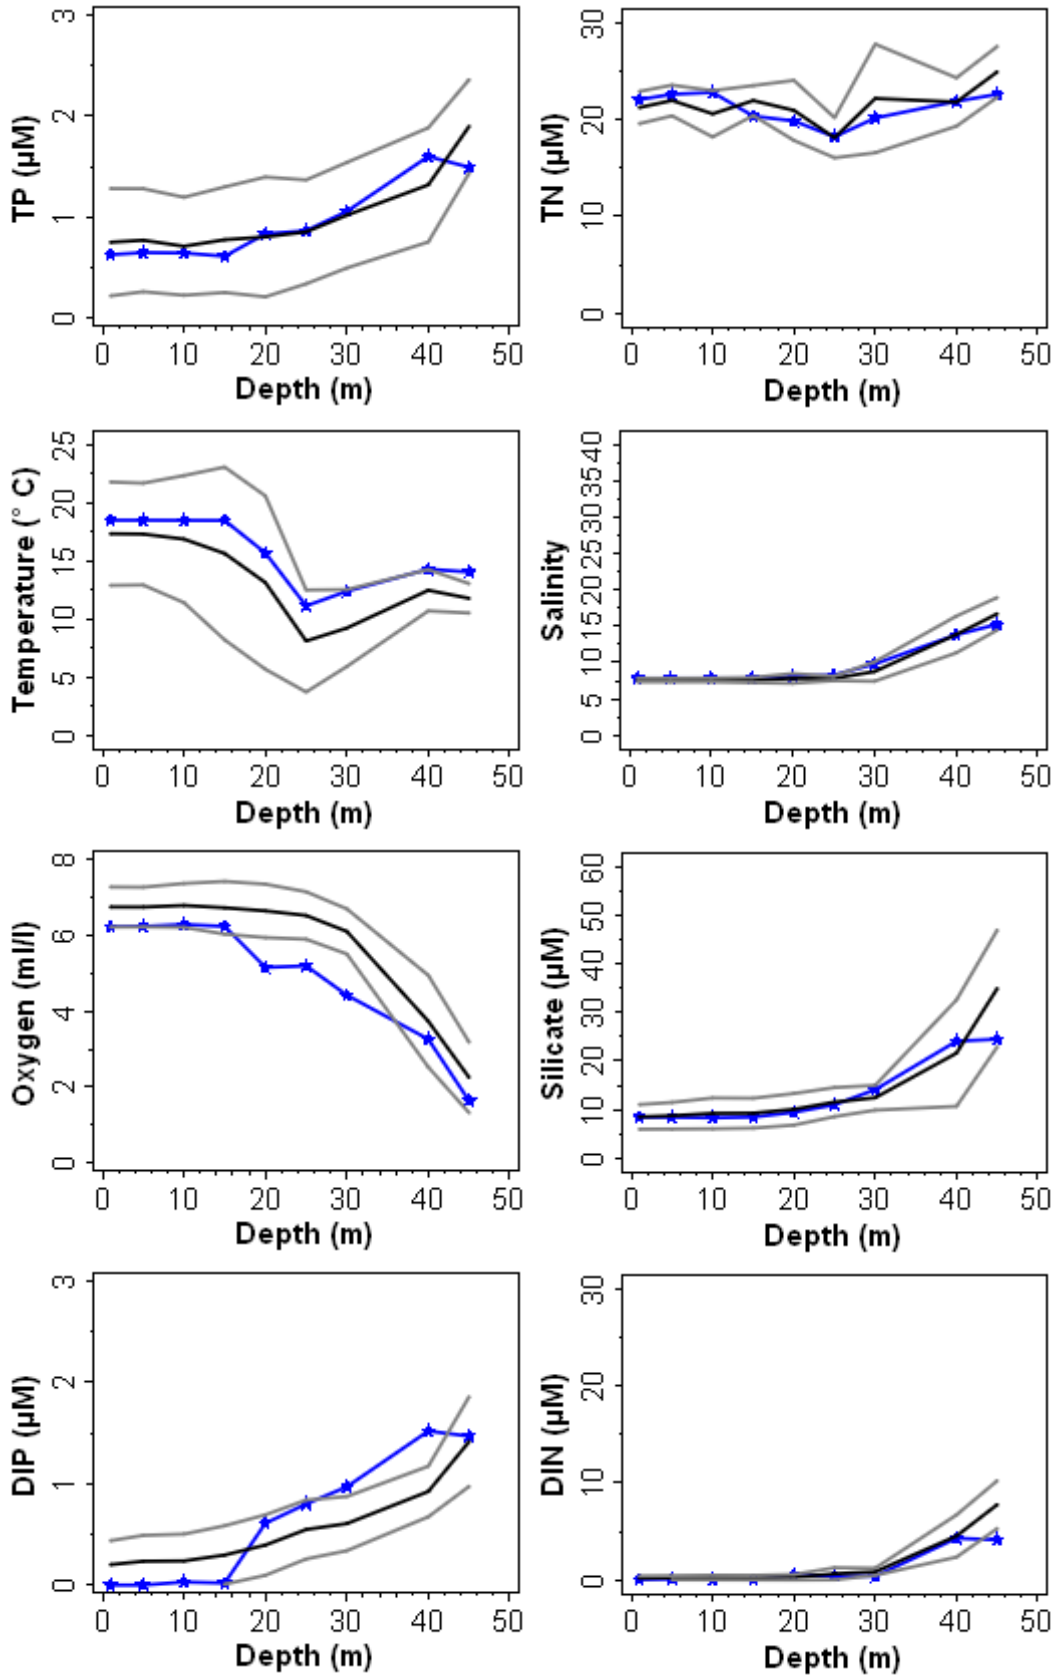 TP (µM)
3
2
1
0
0 10 20 30 40 50
Depth (m)
TN (µM)
30
20
10
0
0 10 20 30 40 50
Depth (m)
Temperature (° C)
25
20
15
10
5
0
0 10 20 30 40 50
Depth (m)
Salinity
40
35
30
25
20
15
10
5
0
0 10 20 30 40 50
Depth (m)
Oxygen (ml/l)
8
6
4
2
0
0 10 20 30 40 50
Depth (m)
Silicate (µM)
60
50
40
30
20
10
0
0 10 20 30 40 50
Depth (m)
DIP (µM)
3
2
1
0
0 10 20 30 40 50
Depth (m)
DIN (µM)
30
20
10
0
0 10 20 30 40 50
Depth (m)